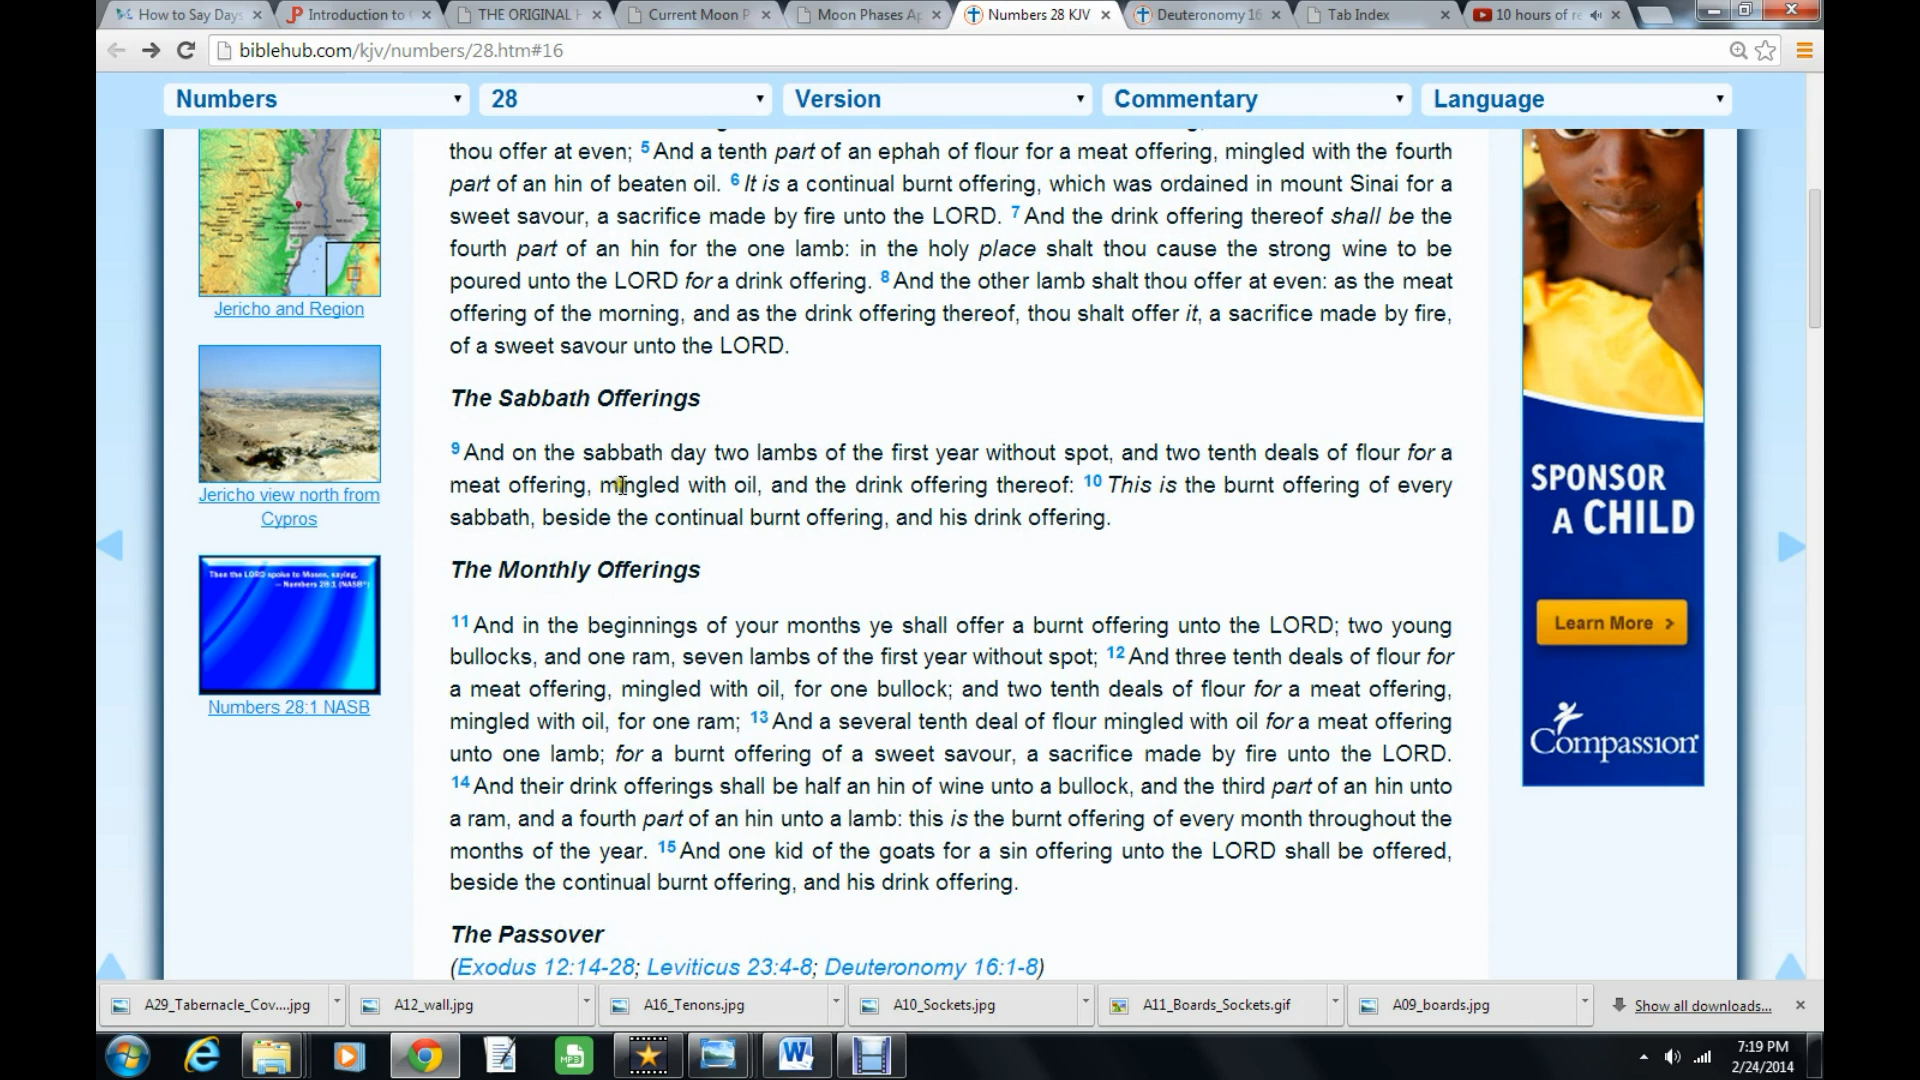 How to Say Days
Introduction to
THE ORIGINAL H
Current Moon P
Moon Phases Ap
Numbers 28 KJV
Deuteronomy 16
Tab Index
10 hours of re
biblehub.com/kjv/numbers/28.htm#16
Numbers
28
Version
Commentary
Language
thou offer at even; 5 And a tenth part of an ephah of flour for a meat offering, mingled with the fourth
part of an hin of beaten oil. 6 It is a continual burnt offering, which was ordained in mount Sinai for a
sweet savour, a sacrifice made by fire unto the LORD. 7 And the drink offering thereof shall be the
fourth part of an hin for the one lamb: in the holy place shalt thou cause the strong wine to be
poured unto the LORD for a drink offering. 8 And the other lamb shalt thou offer at even: as the meat
offering of the morning, and as the drink offering thereof, thou shalt offer it, a sacrifice made by fire,
of a sweet savour unto the LORD.
The Sabbath Offerings
9 And on the sabbath day two lambs of the first year without spot, and two tenth deals of flour for a
meat offering, mingled with oil, and the drink offering thereof: 10 This is the burnt offering of every
sabbath, beside the continual burnt offering, and his drink offering.
The Monthly Offerings
11 And in the beginnings of your months ye shall offer a burnt offering unto the LORD; two young
bullocks, and one ram, seven lambs of the first year without spot; 12 And three tenth deals of flour for
a meat offering, mingled with oil, for one bullock; and two tenth deals of flour for a meat offering,
mingled with oil, for one ram; 13 And a several tenth deal of flour mingled with oil for a meat offering
unto one lamb; for a burnt offering of a sweet savour, a sacrifice made by fire unto the LORD.
14 And their drink offerings shall be half an hin of wine unto a bullock, and the third part of an hin unto
a ram, and a fourth part of an hin unto a lamb: this is the burnt offering of every month throughout the
months of the year. 15 And one kid of the goats for a sin offering unto the LORD shall be offered,
beside the continual burnt offering, and his drink offering.
The Passover
(Exodus 12:14-28; Leviticus 23:4-8; Deuteronomy 16:1-8)
Jericho and Region
Jericho view north from
Cypros
Then the LORD spoke to Moses, saying,
— Numbers 28:1 (NASB®)
Numbers 28:1 NASB
SPONSOR
A CHILD
Learn More >
Compassion®
A29_Tabernacle_Cov....jpg
A12_wall.jpg
A16_Tenons.jpg
A10_Sockets.jpg
A11_Boards_Sockets.gif
A09_boards.jpg
Show all downloads...
MP3
7:19 PM
2/24/2014